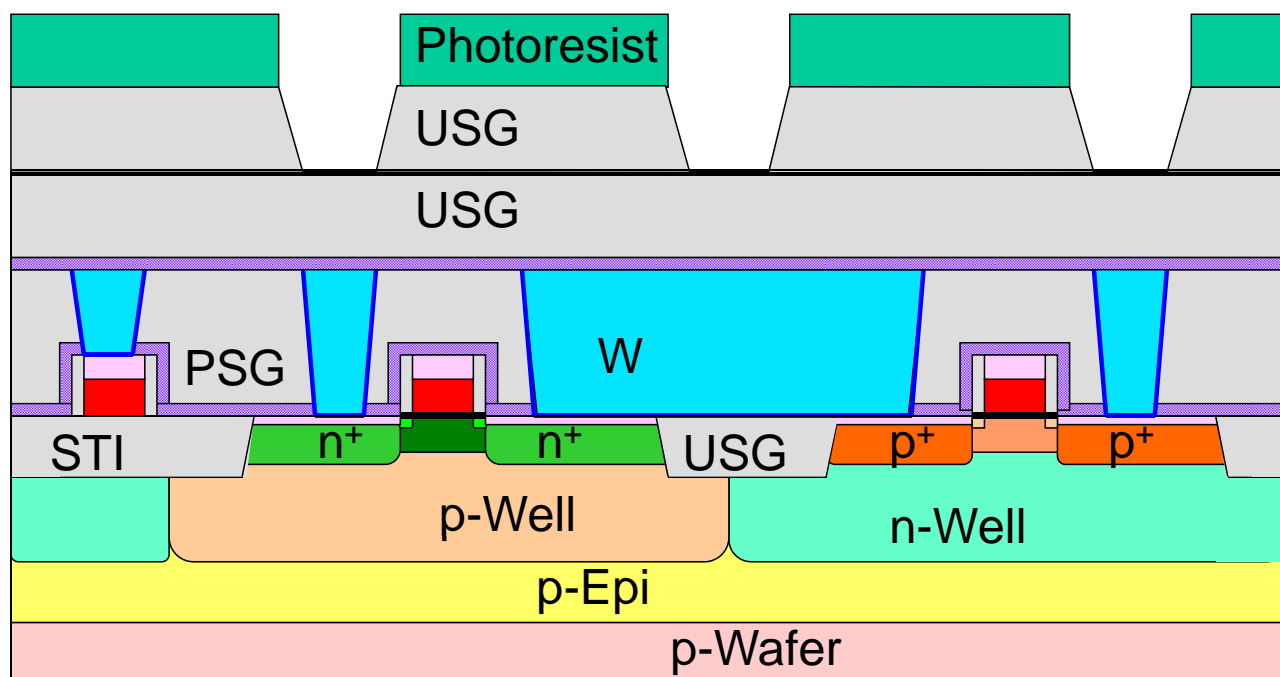 Photoresist
USG
USG
PSG
W
STI
n⁺
n⁺
USG
p⁺
p⁺
p-Well
n-Well
p-Epi
p-Wafer